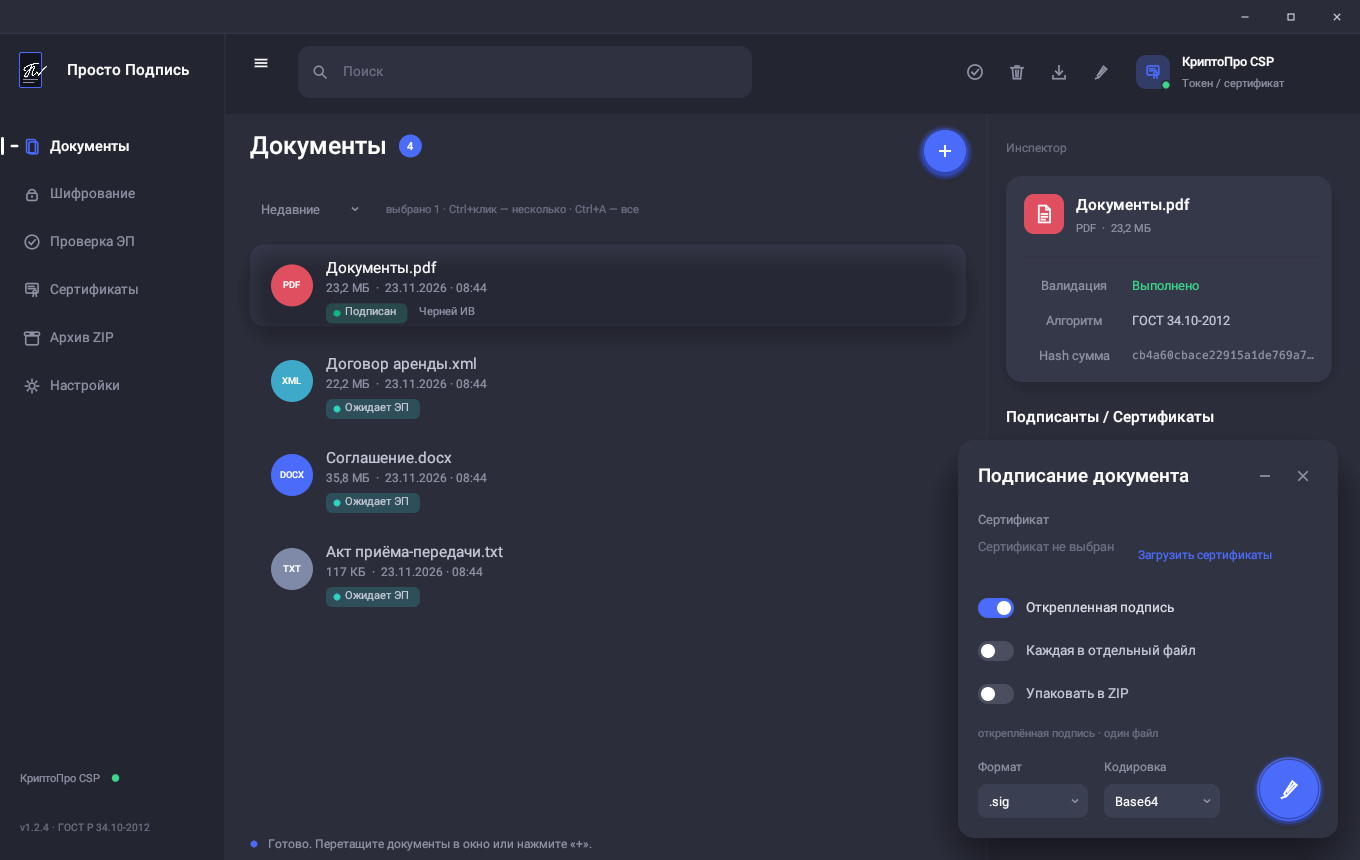 Просто Подпись
Документы
Шифрование
Проверка ЭП
Сертификаты
Архив ZIP
Настройки
КриптоПро CSP
v1.2.4 · ГОСТ Р 34.10-2012
Поиск
КриптоПро CSP
Токен / сертификат
Документы 4
Недавние
выбрано 1 · Ctrl+клик — несколько · Ctrl+A — все
PDF
Документы.pdf
23,2 МБ · 23.11.2026 · 08:44
Подписан Черней ИВ
XML
Договор аренды.xml
22,2 МБ · 23.11.2026 · 08:44
Ожидает ЭП
DOCX
Соглашение.docx
35,8 МБ · 23.11.2026 · 08:44
Ожидает ЭП
TXT
Акт приёма-передачи.txt
117 КБ · 23.11.2026 · 08:44
Ожидает ЭП
Готово. Перетащите документы в окно или нажмите «+».
Инспектор
Документы.pdf
PDF · 23,2 МБ
Валидация Выполнено
Алгоритм ГОСТ 34.10-2012
Hash сумма cb4a60cbace22915a1de769a7…
Подписанты / Сертификаты
Подписание документа
Сертификат
Сертификат не выбран
Загрузить сертификаты
Открепленная подпись
Каждая в отдельный файл
Упаковать в ZIP
откреплённая подпись · один файл
Формат Кодировка
.sig Base64